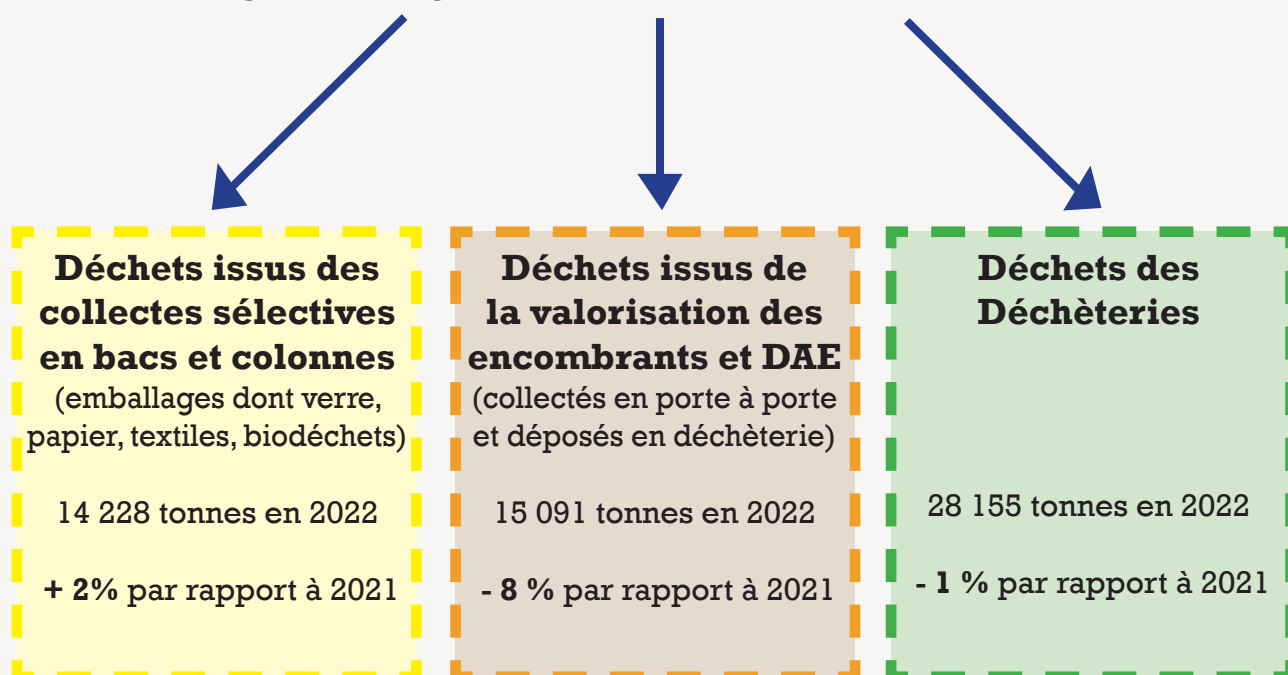 Déchets issus des
collectes sélectives
en bacs et colonnes
(emballages dont verre,
papier, textiles, biodéchets)
14 228 tonnes en 2022
+ 2% par rapport à 2021
Déchets issus de
la valorisation des
encombrants et DAE
(collectés en porte à porte
et déposés en déchèterie)
15 091 tonnes en 2022
- 8 % par rapport à 2021
Déchets des
Déchèteries
28 155 tonnes en 2022
- 1 % par rapport à 2021